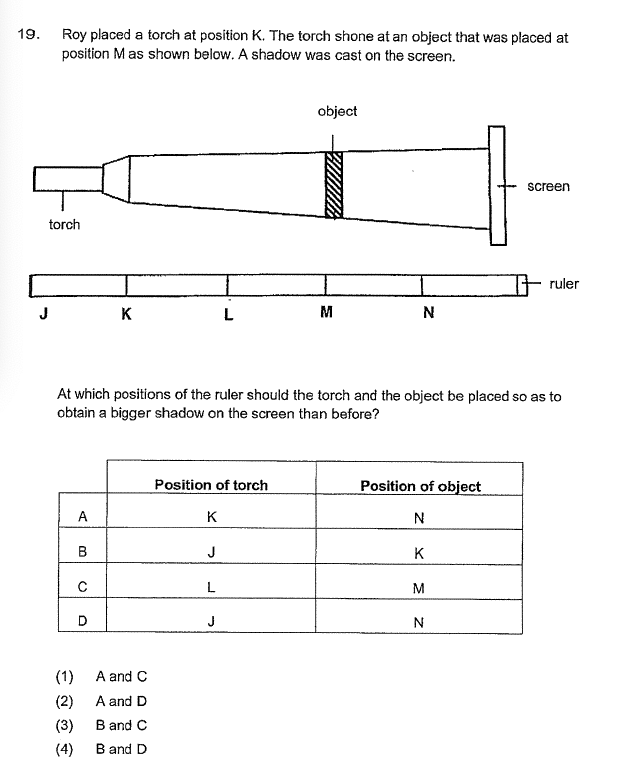 19. Roy placed a torch at position K. The torch shone at an object that was placed at
position M as shown below. A shadow was cast on the screen.
object
screen
torch
ruler
J K L M N
At which positions of the ruler should the torch and the object be placed so as to
obtain a bigger shadow on the screen than before?
Position of torch Position of object
A K N
B J K
C L M
D J N
(1) A and C
(2) A and D
(3) B and C
(4) B and D